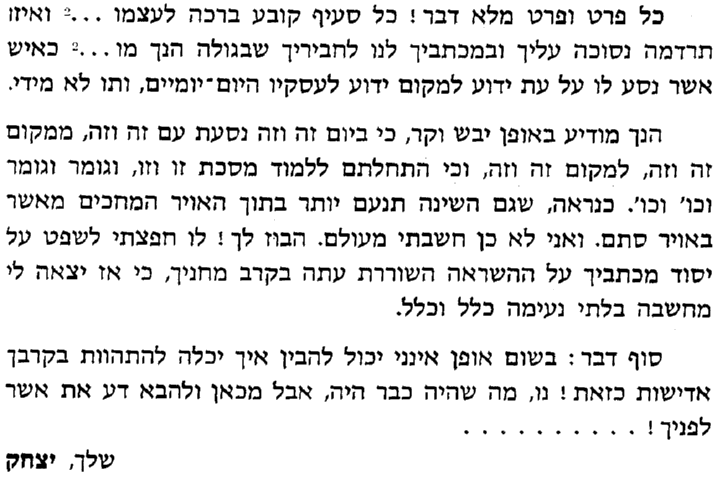 כל פרט ופרט מלא דבר! כל סעיף קובע ברכה לעצמו ...² ואיזו
תרדמה נסוכה עליך ובמכתביך לנו לחביריך שבגולה הנך מו...² כאיש
אשר נסע לו על עת ידוע למקום ידוע לעסקיו היום־יומיים, ותו לא מידי.
הנך מודיע באופן יבש וקר, כי ביום זה וזה נסעת עם זה וזה, ממקום
זה וזה, למקום זה וזה, וכי התחלתם ללמוד מסכת זו וזו, וגומר וגומר
וכו' וכו'. כנראה, שגם השינה תנעם יותר בתוך האויר המחכים מאשר
באויר סתם. ואני לא כן חשבתי מעולם. הבוז לך! לו חפצתי לשפט על
יסוד מכתביך על ההשראה השוררת עתה בקרב מחניך, כי אז יצאה לי
מחשבה בלתי נעימה כלל וכלל.
סוף דבר: בשום אופן אינני יכול להבין איך יכלה להתהוות בקרבך
אדישות כזאת! נו, מה שהיה כבר היה, אבל מכאן ולהבא דע את אשר
לפניך! . . . . . . . . . .
שלך, יצחק